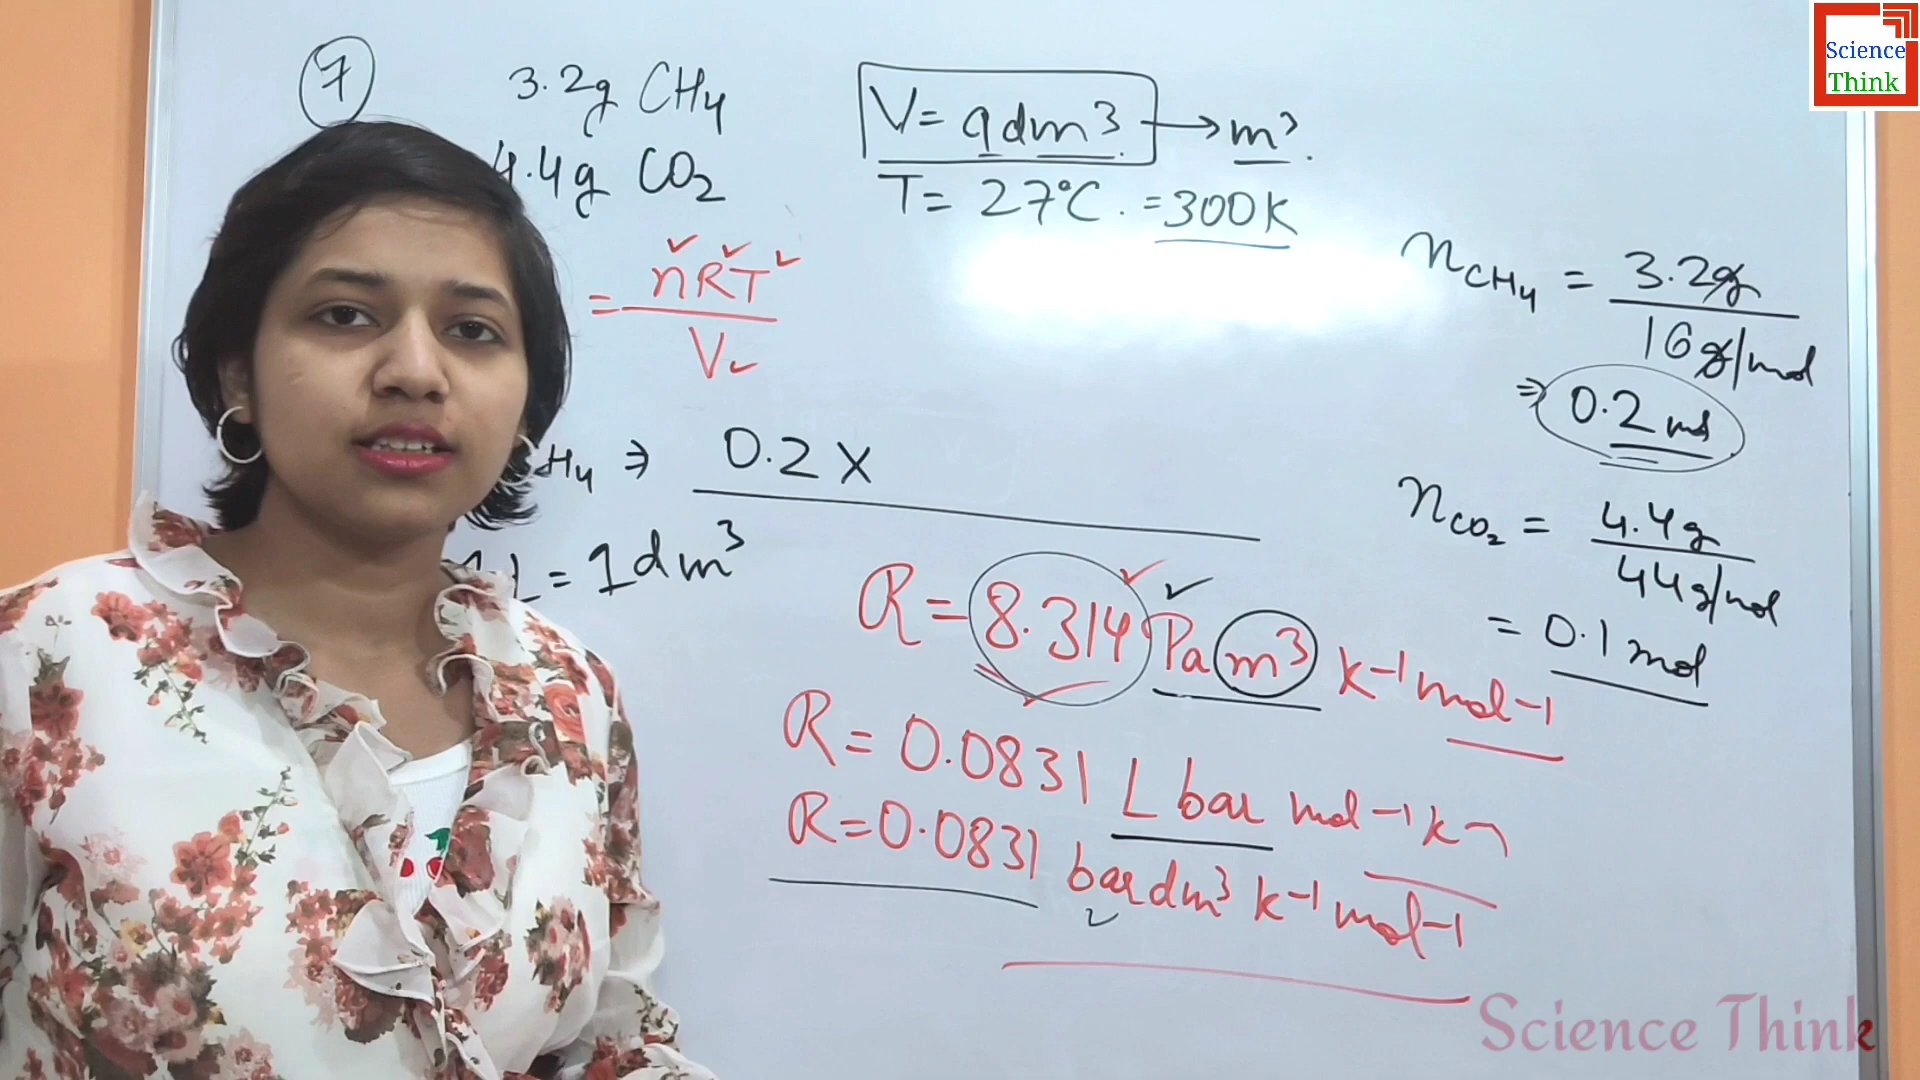 Science
Think
7
3.2g CH4
4.4g CO2
V= 9dm3 → m3.
T= 27°C. =300K
= nRT
V
nCH4 = 3.2g
16g/mol
⇒ 0.2 mol
H4 ⇒ 0.2 X
L = 1dm3
nCO2 = 4.4g
44g/mol
= 0.1 mol
R= 8.314 Pa m3 k-1 mol-1
R= 0.0831 L bar mol-1 k-1
R=0.0831 bar dm3 k-1 mol-1
Science Think